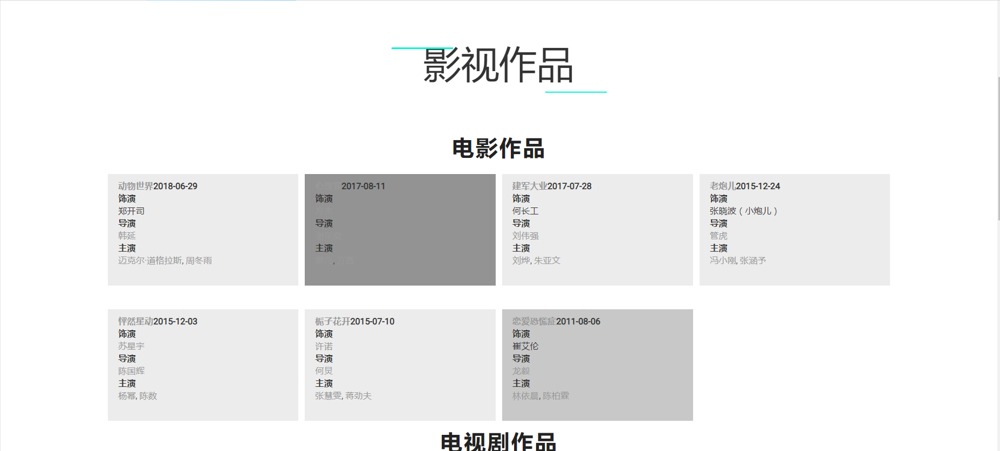 影视作品
电影作品
动物世界2018-06-29
饰演
郑开司
导演
韩延
主演
迈克尔·道格拉斯, 周冬雨
2017-08-11
饰演
导演
主演
建军大业2017-07-28
饰演
何长工
导演
刘伟强
主演
刘烨, 朱亚文
老炮儿2015-12-24
饰演
张晓波（小炮儿）
导演
管虎
主演
冯小刚, 张涵予
怦然星动2015-12-03
饰演
苏星宇
导演
陈国辉
主演
杨幂, 陈数
栀子花开2015-07-10
饰演
许诺
导演
何炅
主演
张慧雯, 蒋劲夫
恋爱恐慌症2011-08-06
饰演
崔艾伦
导演
龙毅
主演
林依晨, 陈柏霖
电视剧作品